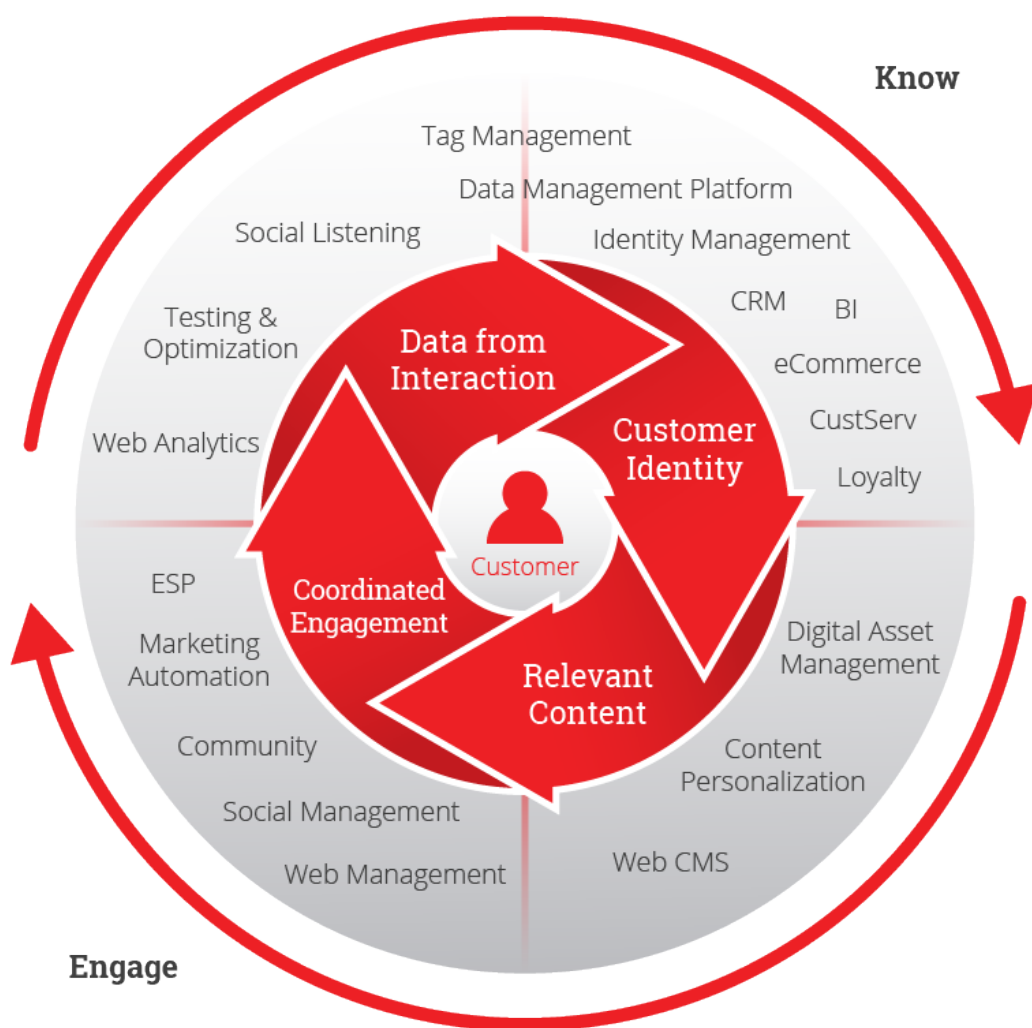 Know
Tag Management
Data Management Platform
Social Listening
Identity Management
CRM
BI
Testing &
Optimization
Data from
Interaction
eCommerce
Web Analytics
Customer
Identity
CustServ
Loyalty
Customer
ESP
Coordinated
Engagement
Marketing
Automation
Digital Asset
Management
Relevant
Content
Community
Content
Personalization
Social Management
Web Management
Web CMS
Engage